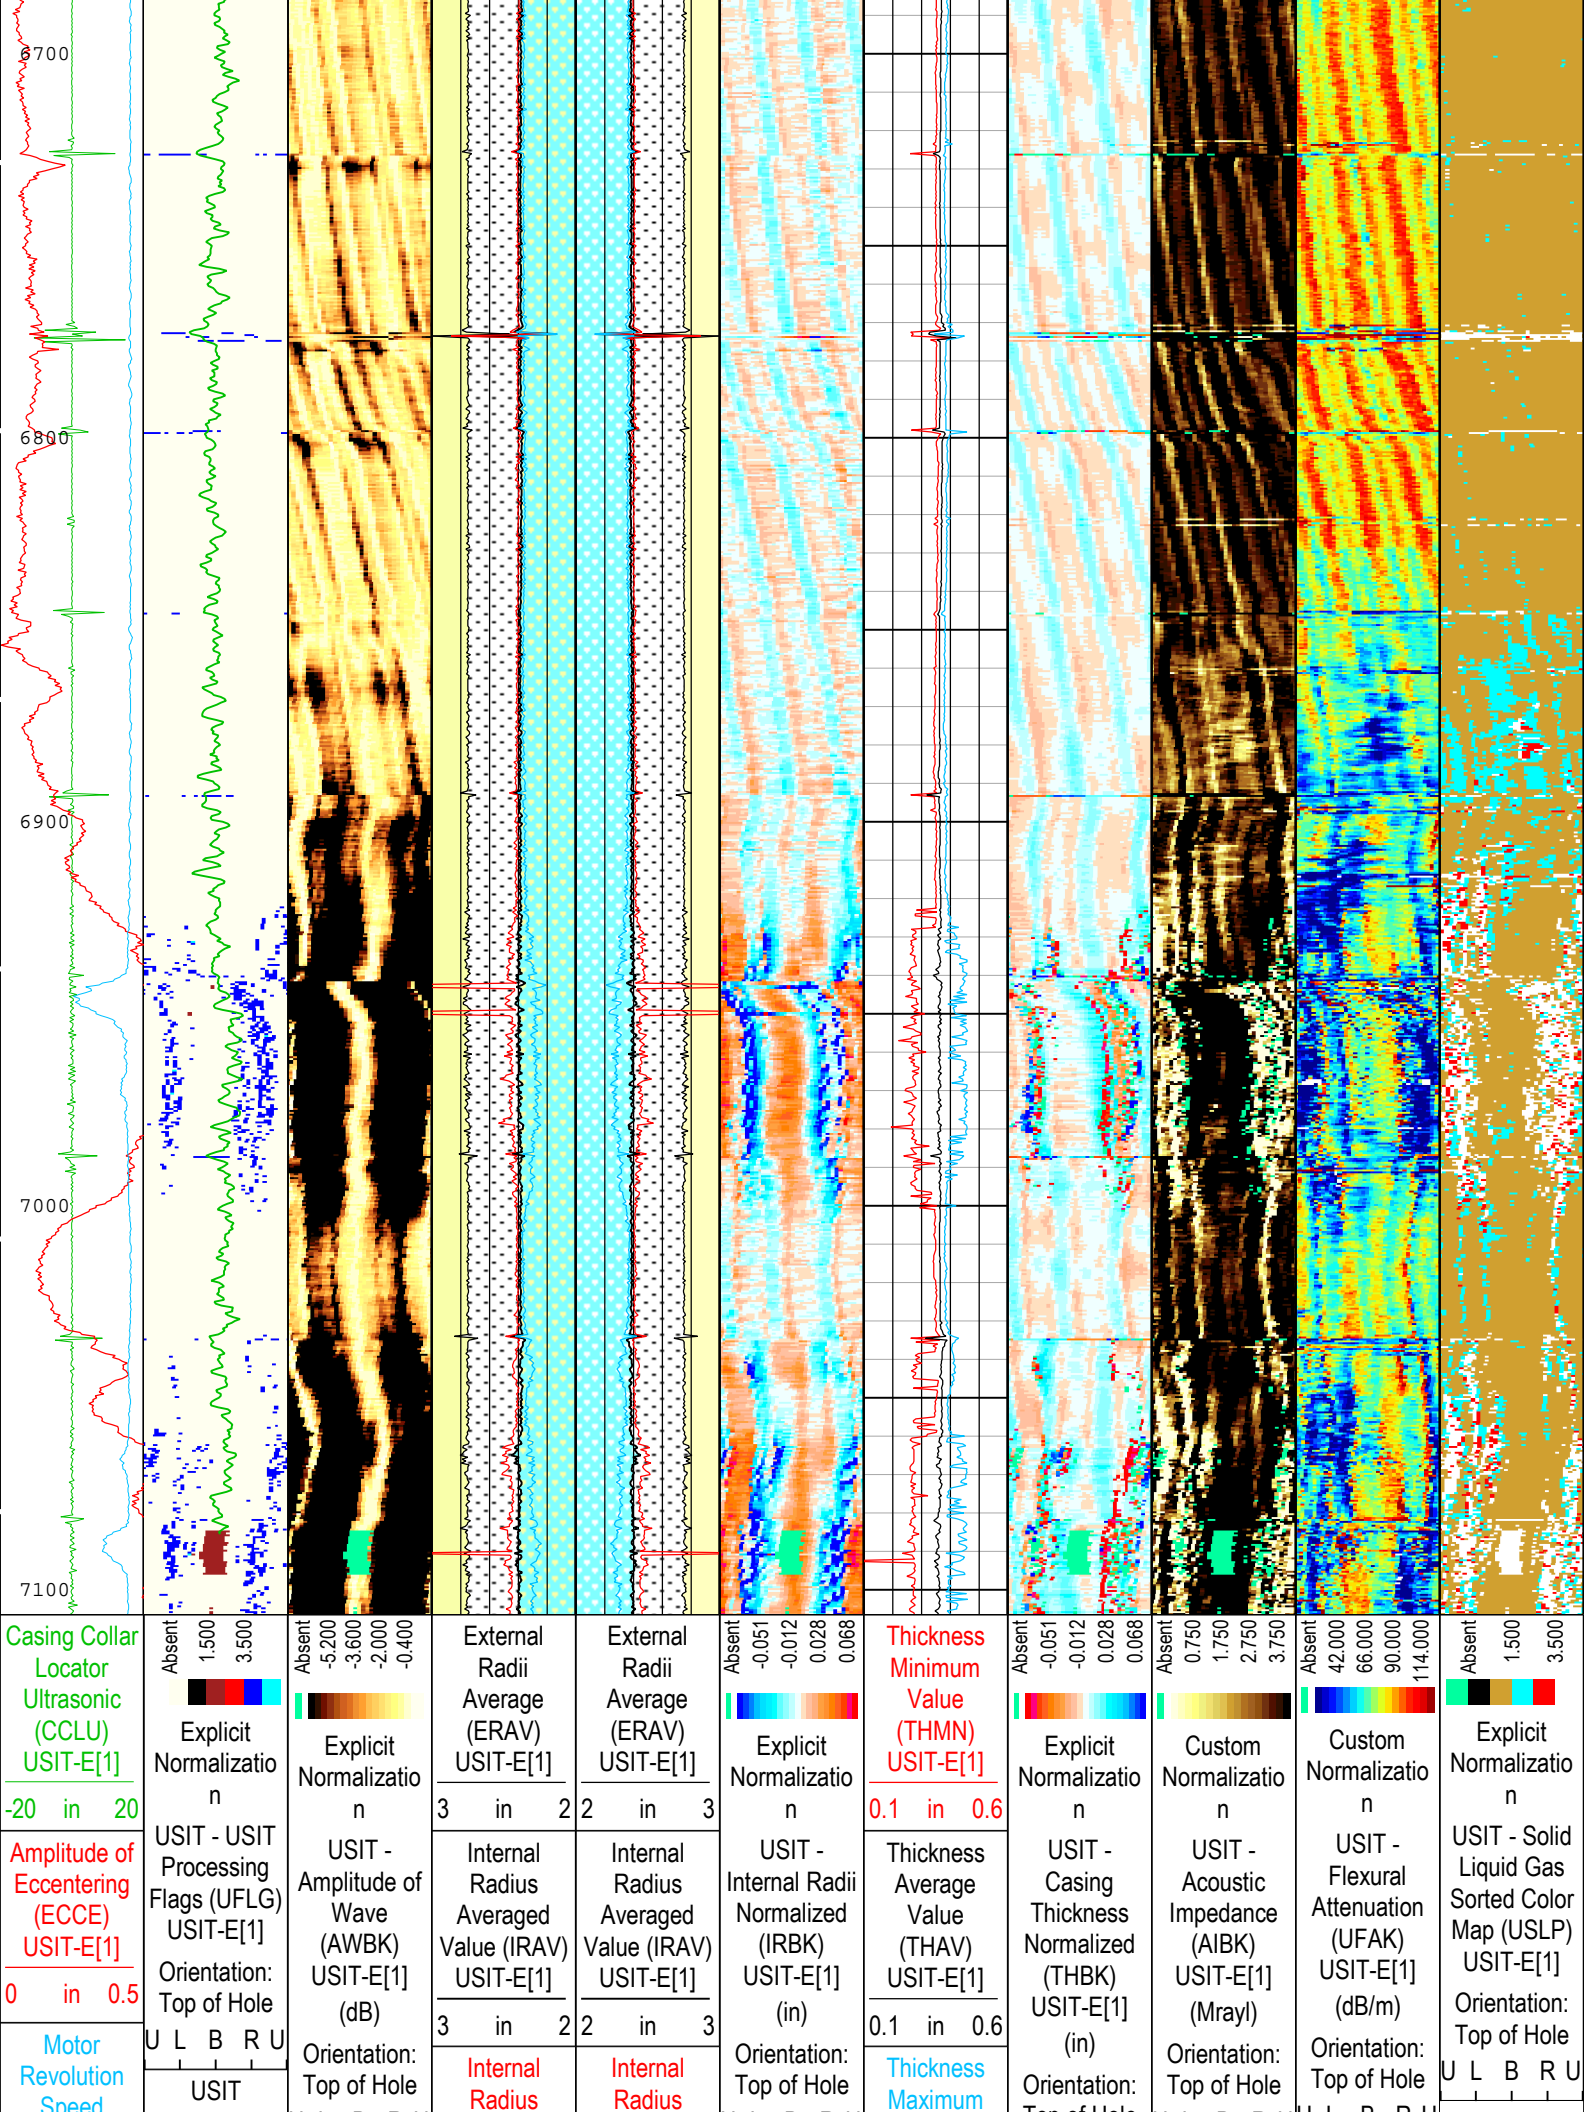 6700
6800
6900
7000
7100
Casing Collar
Locator
Ultrasonic
(CCLU)
USIT-E[1]
-20 in 20
Amplitude of
Eccentering
(ECCE)
USIT-E[1]
0 in 0.5
Motor
Revolution
Speed
Absent 1.500 3.500
Explicit
Normalizatio
n
USIT - USIT
Processing
Flags (UFLG)
USIT-E[1]
Orientation:
Top of Hole
U L B R U
USIT
Absent -5.200 -3.600 -2.000 -0.400
Explicit
Normalizatio
n
USIT -
Amplitude of
Wave
(AWBK)
USIT-E[1]
(dB)
Orientation:
Top of Hole
External
Radii
Average
(ERAV)
USIT-E[1]
3 in 2
Internal
Radius
Averaged
Value (IRAV)
USIT-E[1]
3 in 2
Internal
Radius
External
Radii
Average
(ERAV)
USIT-E[1]
2 in 3
Internal
Radius
Averaged
Value (IRAV)
USIT-E[1]
2 in 3
Internal
Radius
Absent -0.051 -0.012 0.028 0.068
Explicit
Normalizatio
n
USIT -
Internal Radii
Normalized
(IRBK)
USIT-E[1]
(in)
Orientation:
Top of Hole
Thickness
Minimum
Value
(THMN)
USIT-E[1]
0.1 in 0.6
Thickness
Average
Value
(THAV)
USIT-E[1]
0.1 in 0.6
Thickness
Maximum
Absent -0.051 -0.012 0.028 0.068
Explicit
Normalizatio
n
USIT -
Casing
Thickness
Normalized
(THBK)
USIT-E[1]
(in)
Orientation:
Top of Hole
Absent 0.750 1.750 2.750 3.750
Custom
Normalizatio
n
USIT -
Acoustic
Impedance
(AIBK)
USIT-E[1]
(Mrayl)
Orientation:
Top of Hole
Absent 42.000 66.000 90.000 114.000
Custom
Normalizatio
n
USIT -
Flexural
Attenuation
(UFAK)
USIT-E[1]
(dB/m)
Orientation:
Top of Hole
U L B R U
Absent 1.500 3.500
Explicit
Normalizatio
n
USIT - Solid
Liquid Gas
Sorted Color
Map (USLP)
USIT-E[1]
Orientation:
Top of Hole
U L B R U